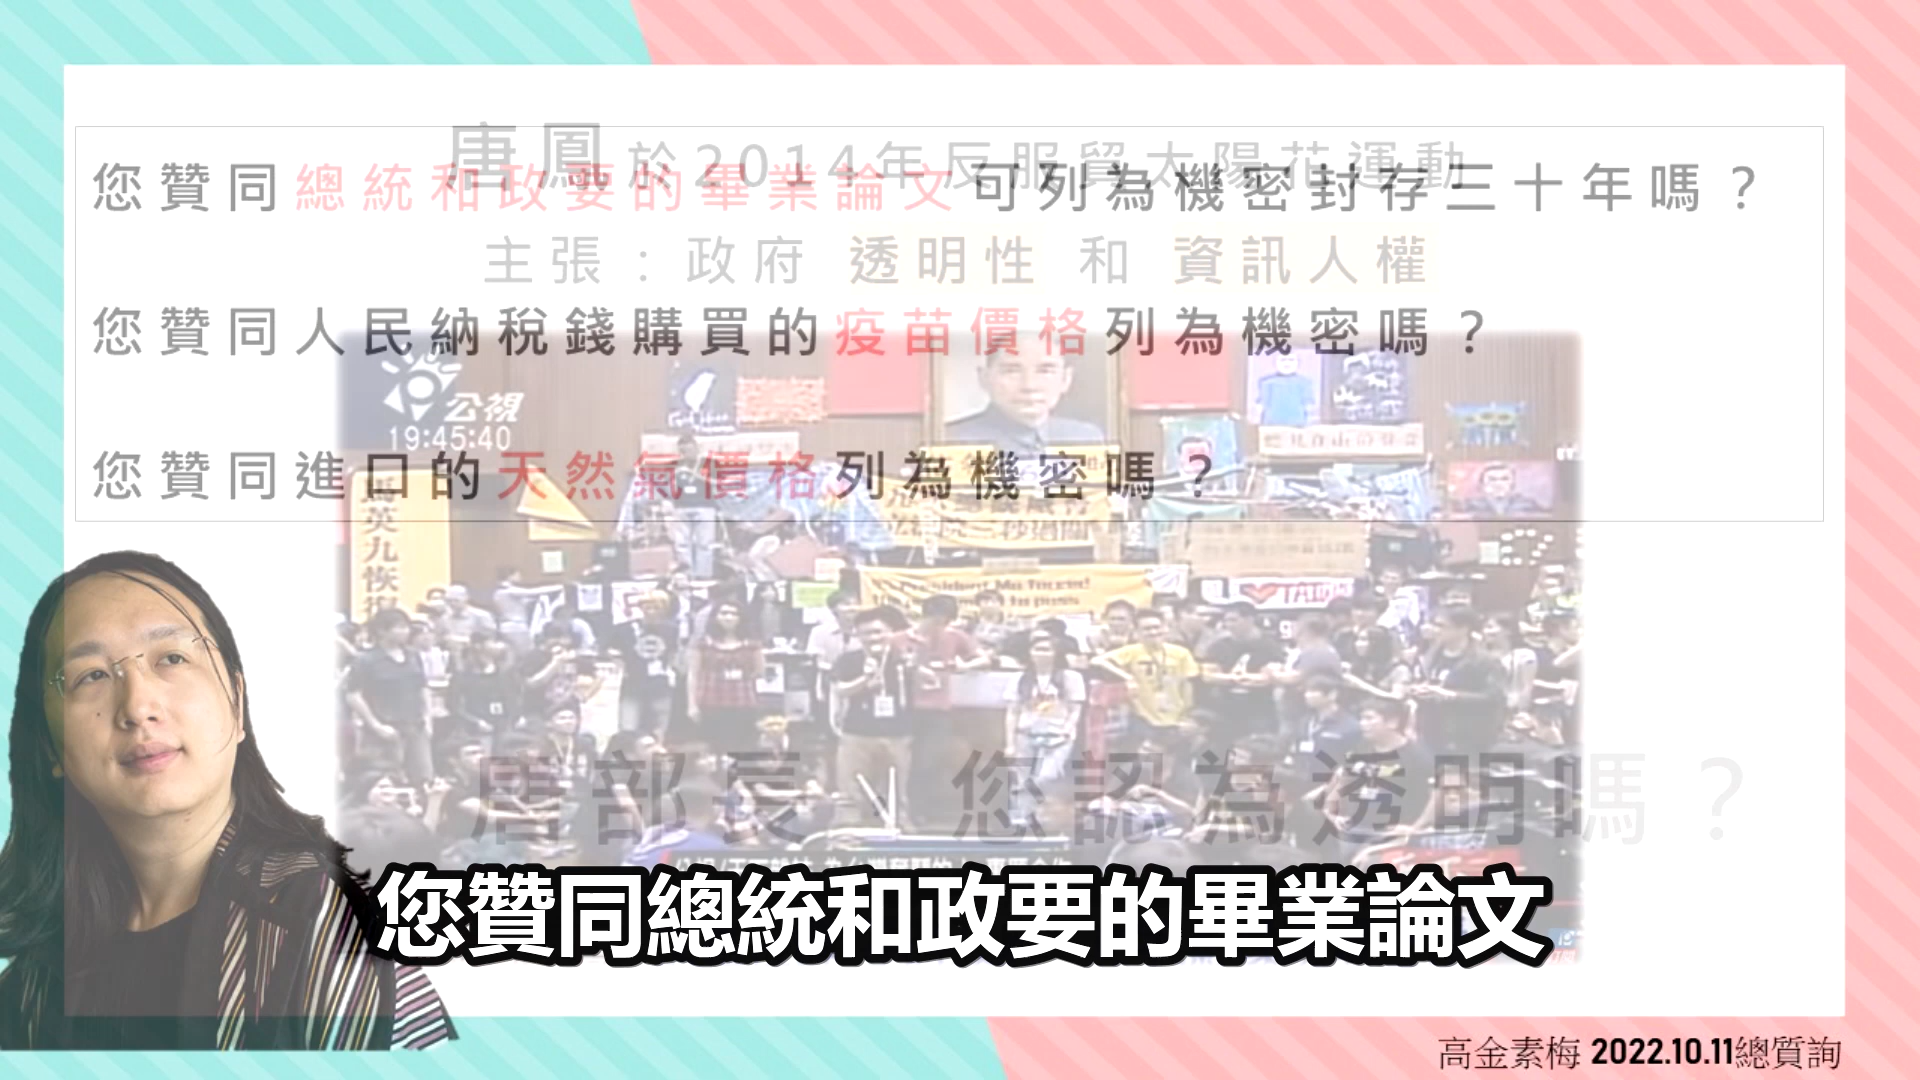 唐鳳於2014年反服貿太陽花運動
您贊同總統和政要的畢業論文可列為機密封存三十年嗎？
主張：政府 透明性 和 資訊人權
您贊同人民納稅錢購買的疫苗價格列為機密嗎？
公視
19:45:40
您贊同進口的天然氣價格列為機密嗎？
英九恢
唐部長，您認為透明嗎？
您贊同總統和政要的畢業論文
高金素梅 2022.10.11總質詢